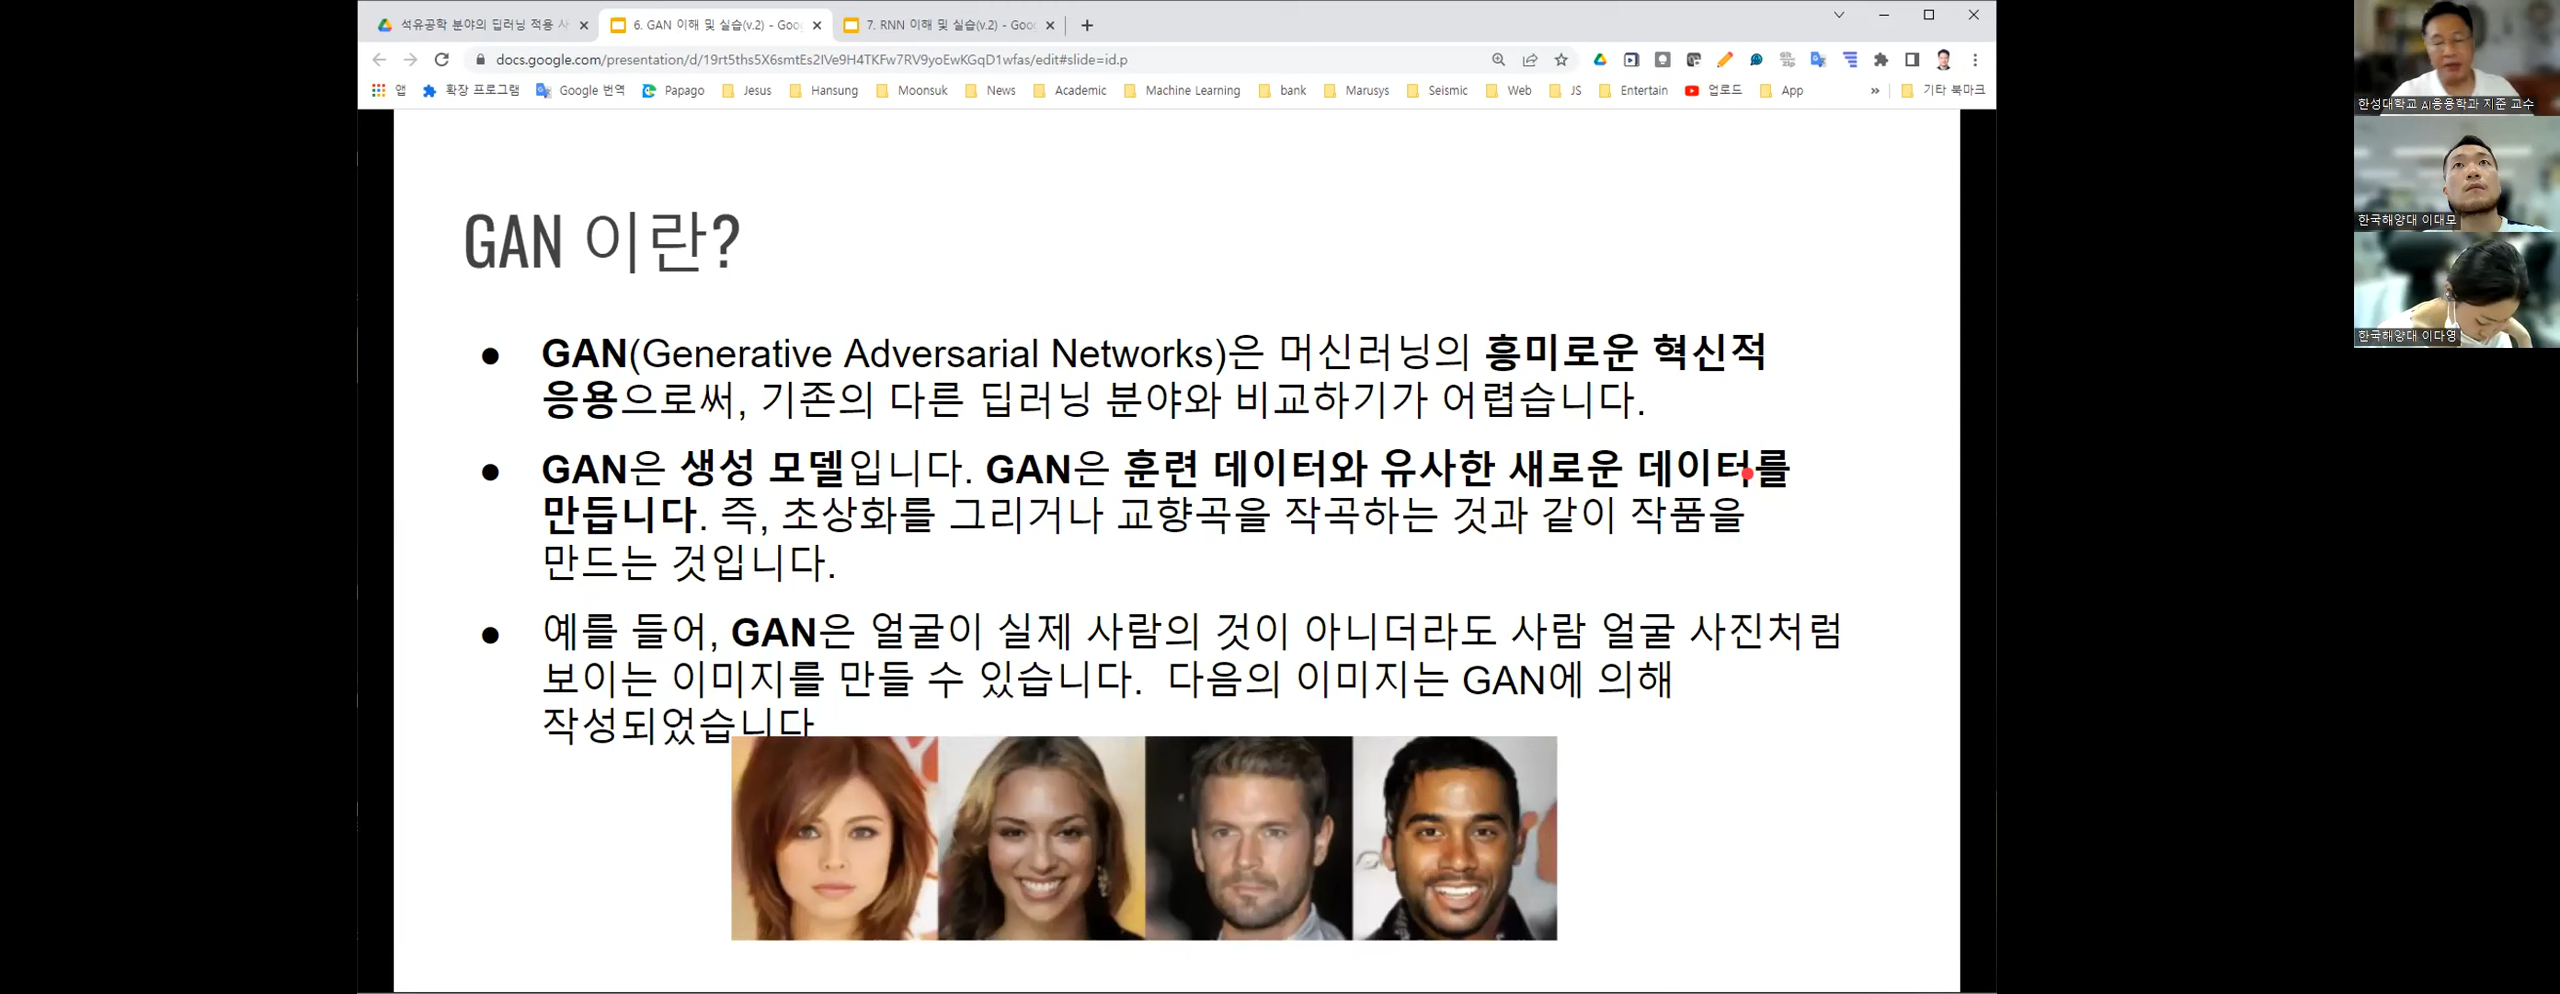 석유공학 분야의 딥러닝 적용 사
6. GAN 이해 및 실습(v.2) - Goo
7. RNN 이해 및 실습(v.2) - Goo
docs.google.com/presentation/d/19rt5ths5X6smtEs2IVe9H4TKFw7RV9yoEwKGqD1wfas/edit#slide=id.p
앱 확장 프로그램 Google 번역 Papago Jesus Hansung Moonsuk News Academic Machine Learning bank Marusys Seismic Web JS Entertain 업로드 App » 기타 북마크
GAN 이란?
● GAN(Generative Adversarial Networks)은 머신러닝의 흥미로운 혁신적
응용으로써, 기존의 다른 딥러닝 분야와 비교하기가 어렵습니다.
● GAN은 생성 모델입니다. GAN은 훈련 데이터와 유사한 새로운 데이터를
만듭니다. 즉, 초상화를 그리거나 교향곡을 작곡하는 것과 같이 작품을
만드는 것입니다.
● 예를 들어, GAN은 얼굴이 실제 사람의 것이 아니더라도 사람 얼굴 사진처럼
보이는 이미지를 만들 수 있습니다. 다음의 이미지는 GAN에 의해
작성되었습니다
한성대학교 AI응용학과 지준 교수
한국해양대 이대모
한국해양대 이다영